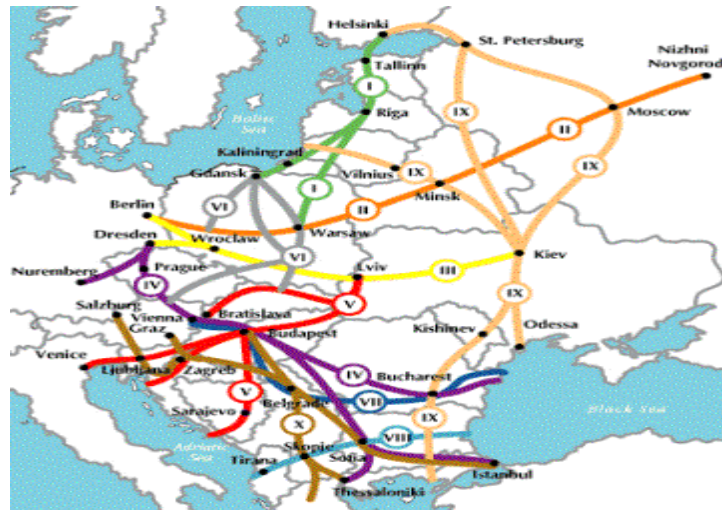 Helsinki
St. Petersburg
Nizhni
Novgorod
Tallinn
I
Moscow
IX
II
Riga
Baltic
Sea
Kaliningrad
Vilnius
IX
IX
Gdansk
I
Minsk
Berlin
VI
II
Warsaw
Dresden
Wroclaw
VI
Kiev
Nuremberg
Prague
Lviv
III
IV
IX
Salzburg
Vienna
Bratislava
V
Graz
Budapest
Kishinev
Odessa
Venice
Ljubljana
Zagreb
IV
Bucharest
V
VII
Sarajevo
Belgrade
IX
Black Sea
X
Adriatic
Sea
Skopje
VIII
Tirana
Sofia
Istanbul
Thessaloniki